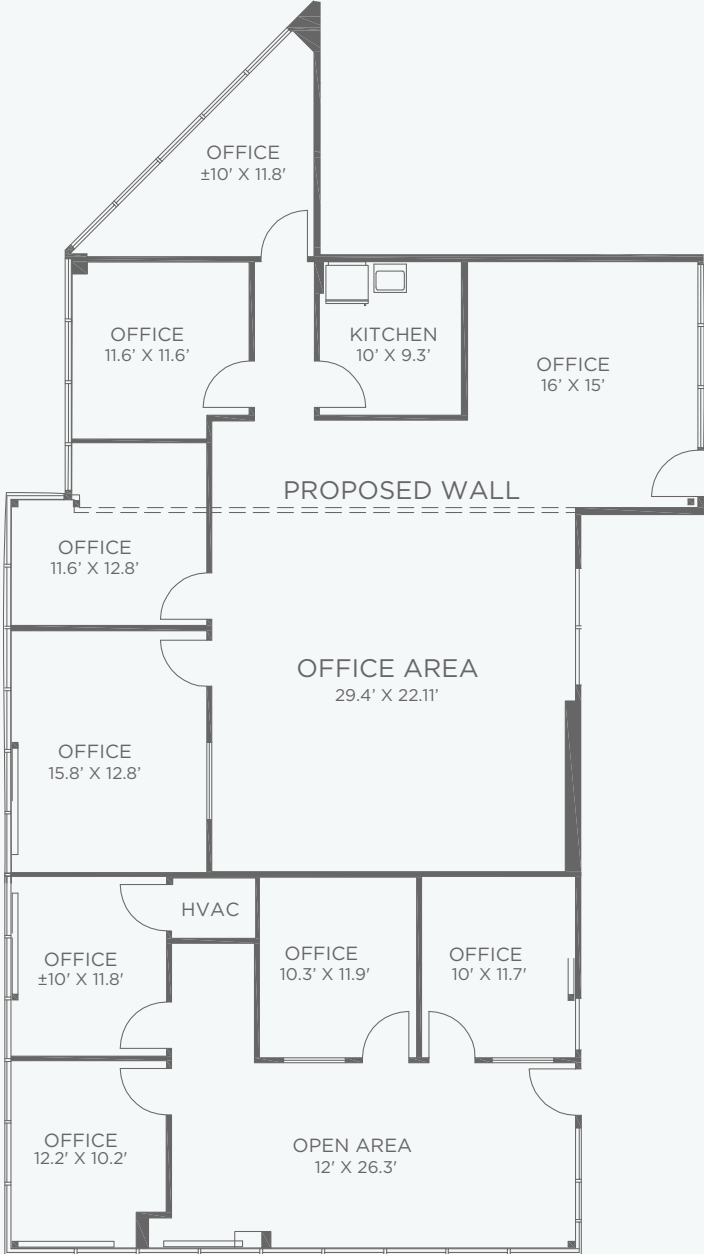 OFFICE
±10' X 11.8'
OFFICE
11.6' X 11.6'
KITCHEN
10' X 9.3'
OFFICE
16' X 15'
PROPOSED WALL
OFFICE
11.6' X 12.8'
OFFICE AREA
29.4' X 22.11'
OFFICE
15.8' X 12.8'
HVAC
OFFICE
±10' X 11.8'
OFFICE
10.3' X 11.9'
OFFICE
10' X 11.7'
OFFICE
12.2' X 10.2'
OPEN AREA
12' X 26.3'